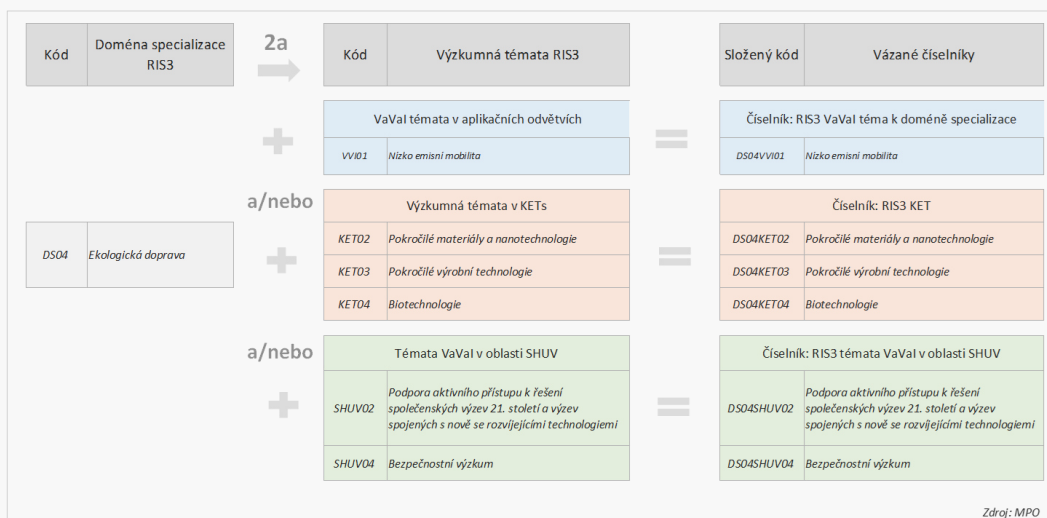 Kód
Doména specializace
RIS3
2a
Kód
Výzkumná témata RIS3
Složený kód
Vázané číselníky
VaVaI témata v aplikačních odvětvích
VVI01
Nízko emisní mobilita
Číselník: RIS3 VaVaI téma k doméně specializace
DS04VVI01
Nízko emisní mobilita
a/nebo
DS04
Ekologická doprava
Výzkumná témata v KETs
KET02
Pokročilé materiály a nanotechnologie
KET03
Pokročilé výrobní technologie
KET04
Biotechnologie
Číselník: RIS3 KET
DS04KET02
Pokročilé materiály a nanotechnologie
DS04KET03
Pokročilé výrobní technologie
DS04KET04
Biotechnologie
a/nebo
Témata VaVaI v oblasti SHUV
SHUV02
Podpora aktivního přístupu k řešení
společenských výzev 21. století a výzev
spojených s nově se rozvíjejícími technologiemi
SHUV04
Bezpečnostní výzkum
Číselník: RIS3 témata VaVaI v oblasti SHUV
DS04SHUV02
Podpora aktivního přístupu k řešení
společenských výzev 21. století a výzev
spojených s nově se rozvíjejícími technologiemi
DS04SHUV04
Bezpečnostní výzkum
Zdroj: MPO